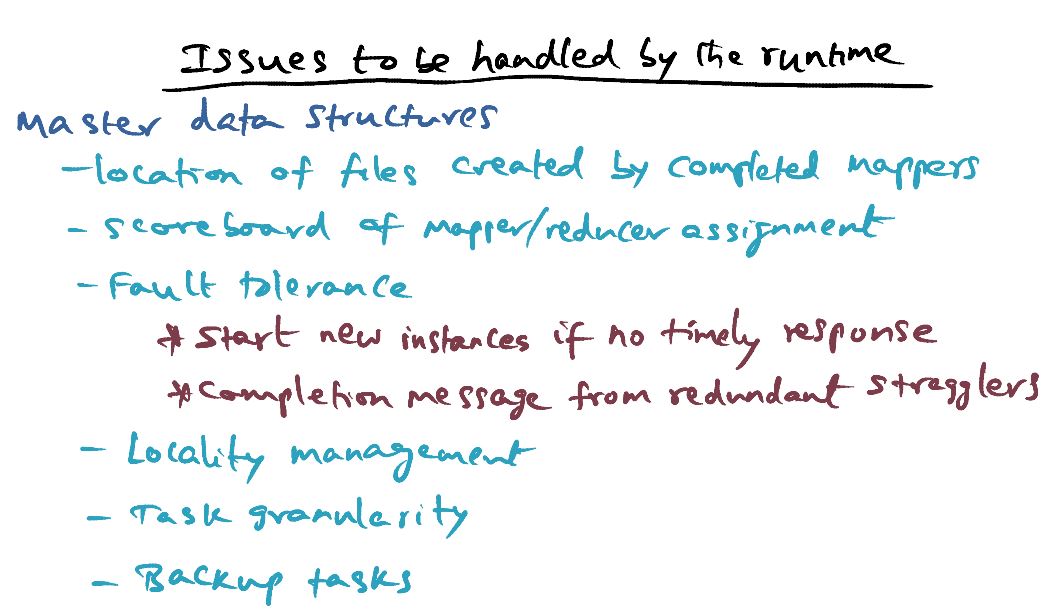 Issues to be handled by the runtime
Master data structures
- location of files created by completed mappers
- scoreboard of mapper/reducer assignment
- Fault tolerance
* Start new instances if no timely response
* Completion message from redundant stragglers
- Locality management
- Task granularity
- Backup tasks